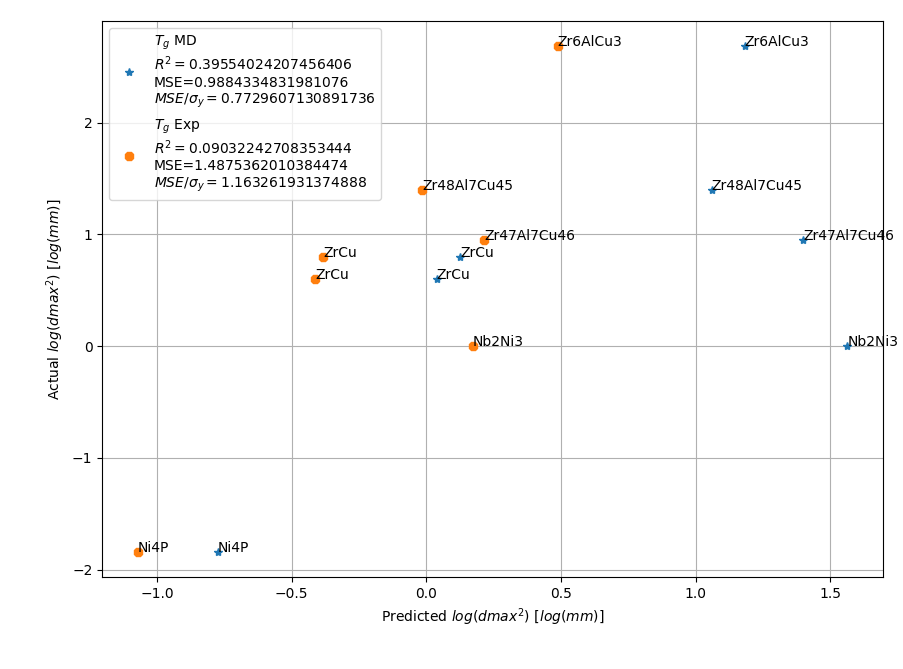 T_g MD
R^2 = 0.39554024207456406
MSE=0.9884334831981076
MSE/σ_y = 0.7729607130891736
T_g Exp
R^2 = 0.09032242708353444
MSE=1.4875362010384474
MSE/σ_y = 1.163261931374888
Zr6AlCu3
Zr6AlCu3
Zr48Al7Cu45
Zr48Al7Cu45
Zr47Al7Cu46
Zr47Al7Cu46
ZrCu
ZrCu
ZrCu
ZrCu
Nb2Ni3
Nb2Ni3
Ni4P
Ni4P
2
1
0
−1
−2
Actual log(dmax^2) [log(mm)]
−1.0
−0.5
0.0
0.5
1.0
1.5
Predicted log(dmax^2) [log(mm)]